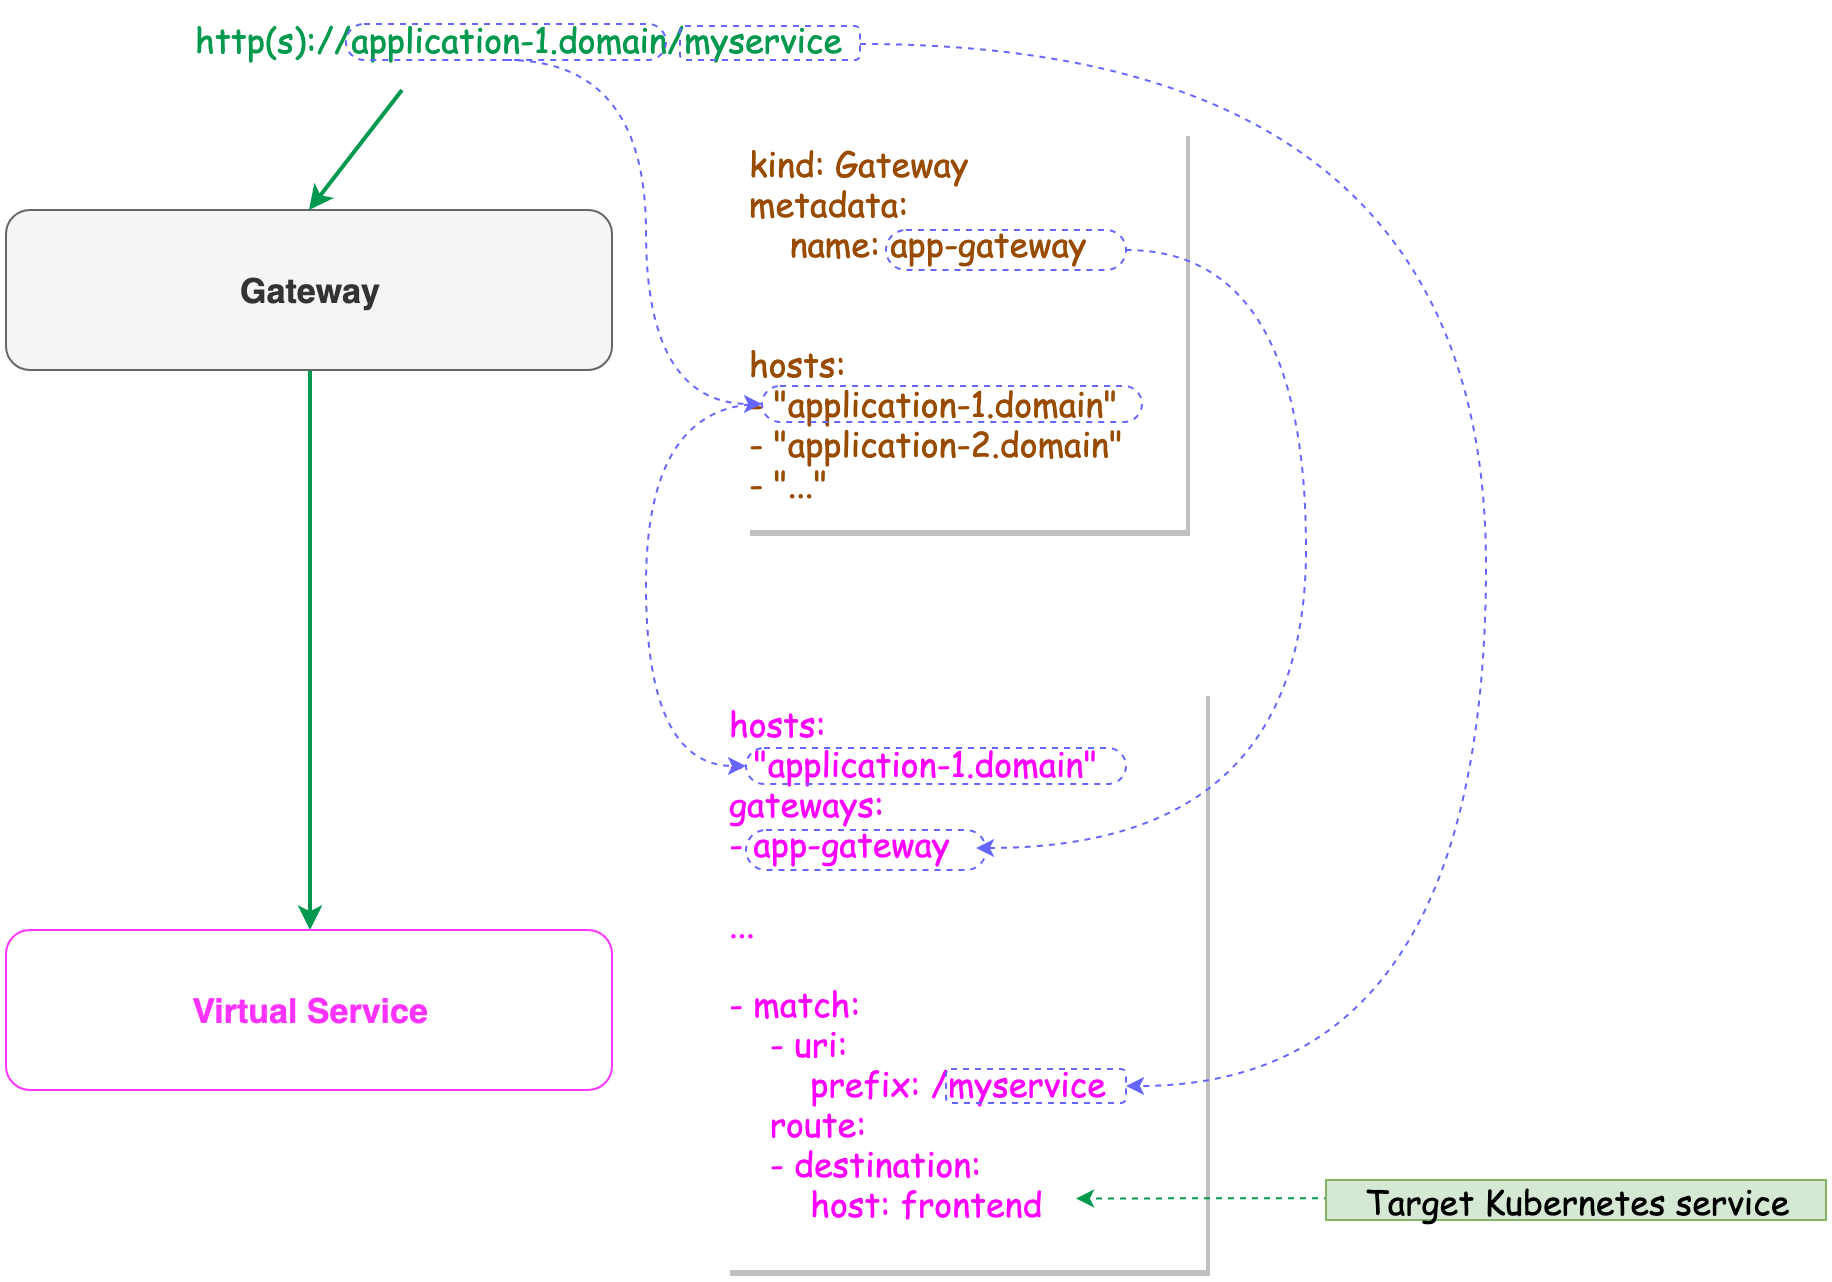 http(s)://application-1.domain/myservice
Gateway
kind: Gateway
metadata:
name: app-gateway
hosts:
- "application-1.domain"
- "application-2.domain"
- "..."
hosts:
"application-1.domain"
gateways:
- app-gateway
...
Virtual Service
- match:
- uri:
prefix: /myservice
route:
- destination:
host: frontend
Target Kubernetes service